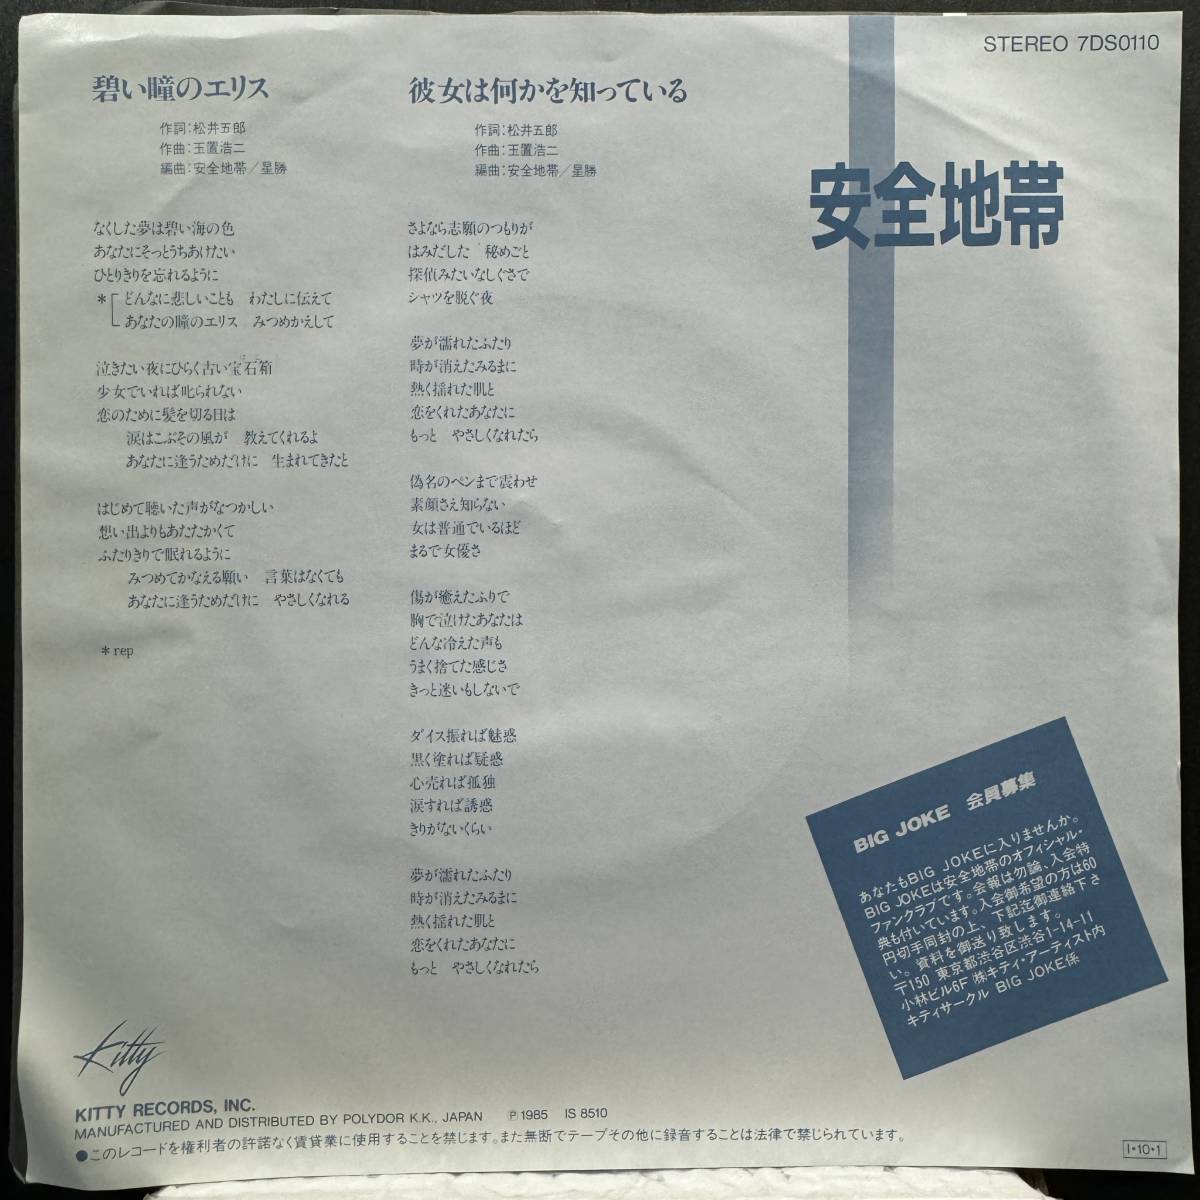 STEREO 7DS0110
碧い瞳のエリス
作詞:松井五郎
作曲:玉置浩二
編曲:安全地帯／星勝
なくした夢は碧い海の色
あなたにそっとうちあけたい
ひとりきりを忘れるように
*どんなに悲しいことも　わたしに伝えて
あなたの瞳のエリス　みつめかえして
泣きたい夜にひらく古い宝石箱
少女でいれば叱られない
恋のために髪を切る日は
涙はこぶその風が　教えてくれるよ
あなたに逢うためだけに　生まれてきたと
はじめて聴いた声がなつかしい
想い出よりもあたたかくて
ふたりきりで眠れるように
みつめてかなえる願い　言葉はなくても
あなたに逢うためだけに　やさしくなれる
* rep
彼女は何かを知っている
作詞:松井五郎
作曲:玉置浩二
編曲:安全地帯／星勝
さよなら志願のつもりが
はみだした　秘めごと
探偵みたいなしぐさで
シャツを脱ぐ夜
夢が濡れたふたり
時が消えたみるまに
熱く揺れた肌と
恋をくれたあなたに
もっと　やさしくなれたら
偽名のペンまで震わせ
素顔さえ知らない
女は普通でいるほど
まるで女優さ
傷が癒えたふりで
胸で泣けたあなたは
どんな冷えた声も
うまく捨てた感じさ
きっと迷いもしないで
ダイス振れば魅惑
黒く塗れば疑惑
心売れば孤独
涙すれば誘惑
きりがないくらい
夢が濡れたふたり
時が消えたみるまに
熱く揺れた肌と
恋をくれたあなたに
もっと　やさしくなれたら
安全地帯
BIG JOKE　会員募集
あなたもBIG JOKEに入りませんか。
BIG JOKEは安全地帯のオフィシャル・
ファンクラブです。会報は勿論、入会特
典も付いています。入会御希望の方は60
円切手同封の上、下記迄御連絡下さ
い。資料を御送り致します。
〒150 東京都渋谷区渋谷1-14-11
小林ビル6F ㈱キティ・アーティスト内
キティサークル BIG JOKE係
Kitty
KITTY RECORDS, INC.
MANUFACTURED AND DISTRIBUTED BY POLYDOR K.K., JAPAN　℗1985　IS 8510
●このレコードを権利者の許諾なく賃貸業に使用することを禁じます。また無断でテープその他に録音することは法律で禁じられています。
I・10・1